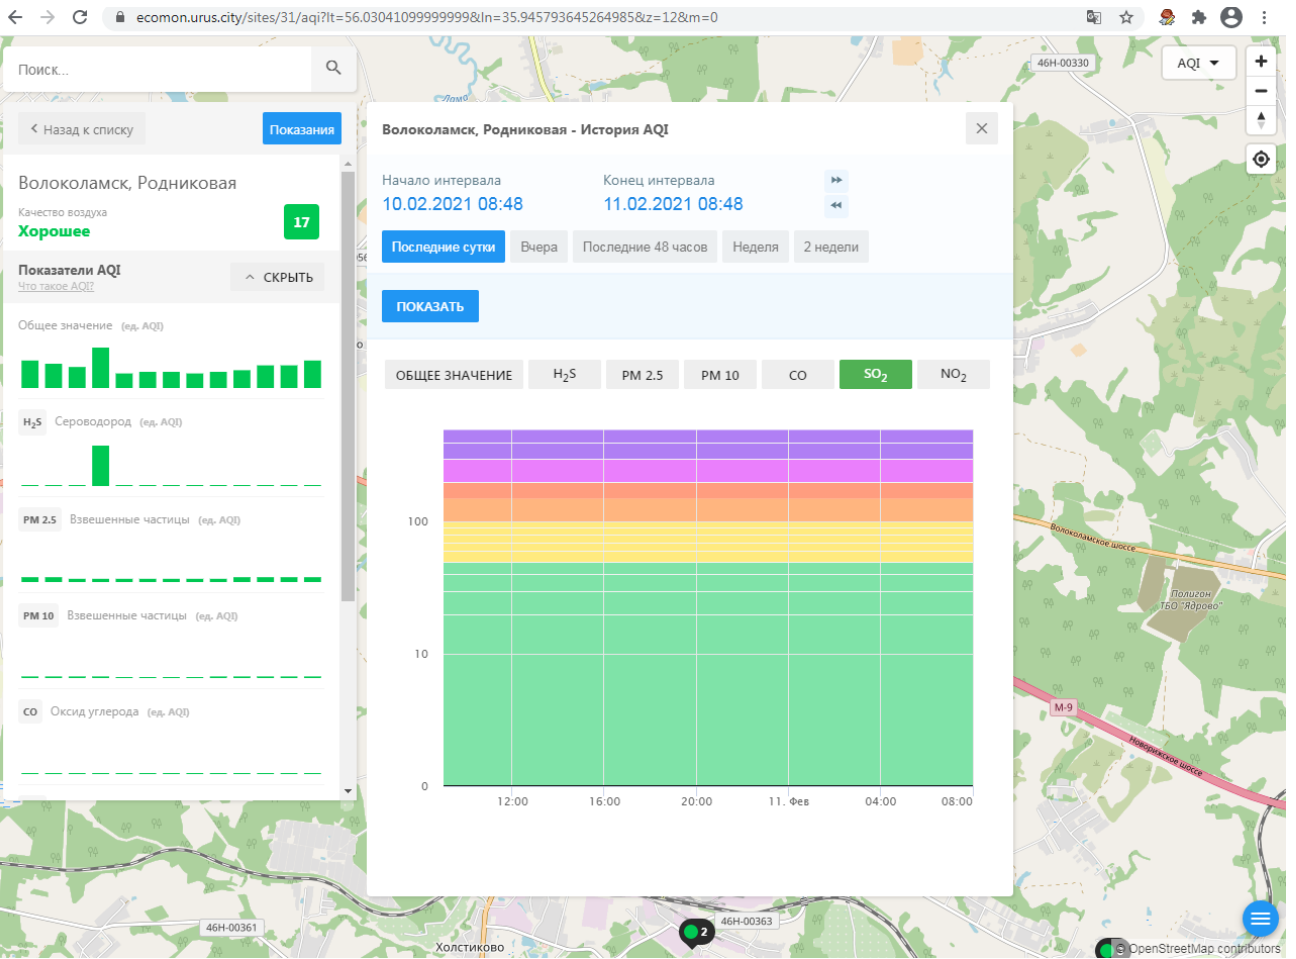 ecomon.urus.city/sites/31/aqi?lt=56.03041099999999&ln=35.945793645264985&z=12&m=0
Поиск...
46Н-00330
AQI
Лама
Назад к списку
Показания
Волоколамск, Родниковая
Качество воздуха
Хорошее
17
Показатели AQI
Что такое AQI?
СКРЫТЬ
Общее значение (ед. AQI)
H2S Сероводород (ед. AQI)
PM 2.5 Взвешенные частицы (ед. AQI)
PM 10 Взвешенные частицы (ед. AQI)
CO Оксид углерода (ед. AQI)
Волоколамск, Родниковая - История AQI
Начало интервала
Конец интервала
10.02.2021 08:48
11.02.2021 08:48
Последние сутки
Вчера
Последние 48 часов
Неделя
2 недели
ПОКАЗАТЬ
ОБЩЕЕ ЗНАЧЕНИЕ
H2S
PM 2.5
PM 10
CO
SO2
NO2
100
10
0
12:00
16:00
20:00
11. Фев
04:00
08:00
Волоколамское шоссе
Полигон
ТБО "Ядрово"
М-9
Новорижское шоссе
46Н-00361
46Н-00363
2
Холстиково
© OpenStreetMap contributors